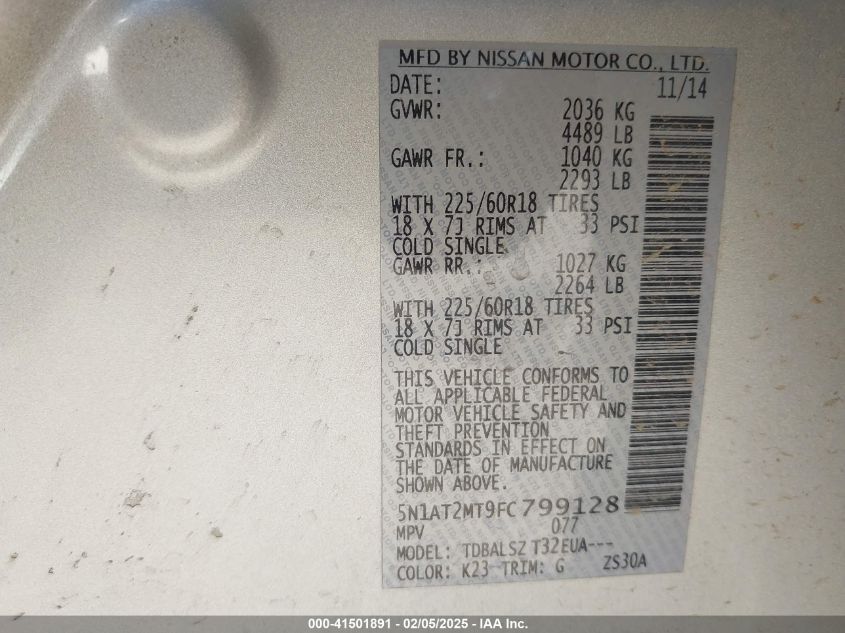 MFD BY NISSAN MOTOR CO., LTD.
DATE: 11/14
GVWR: 2036 KG
4489 LB
GAWR FR.: 1040 KG
2293 LB
WITH 225/60R18 TIRES
18 X 7J RIMS AT 33 PSI
COLD SINGLE
GAWR RR.: 1027 KG
2264 LB
WITH 225/60R18 TIRES
18 X 7J RIMS AT 33 PSI
COLD SINGLE
THIS VEHICLE CONFORMS TO
ALL APPLICABLE FEDERAL
MOTOR VEHICLE SAFETY AND
THEFT PREVENTION
STANDARDS IN EFFECT ON
THE DATE OF MANUFACTURE
SHOWN ABOVE.
5N1AT2MT9FC799128
MPV 077
MODEL: TDBALSZ T32EUA---
COLOR: K23 TRIM: G ZS30A
000-41501891 - 02/05/2025 - IAA Inc.